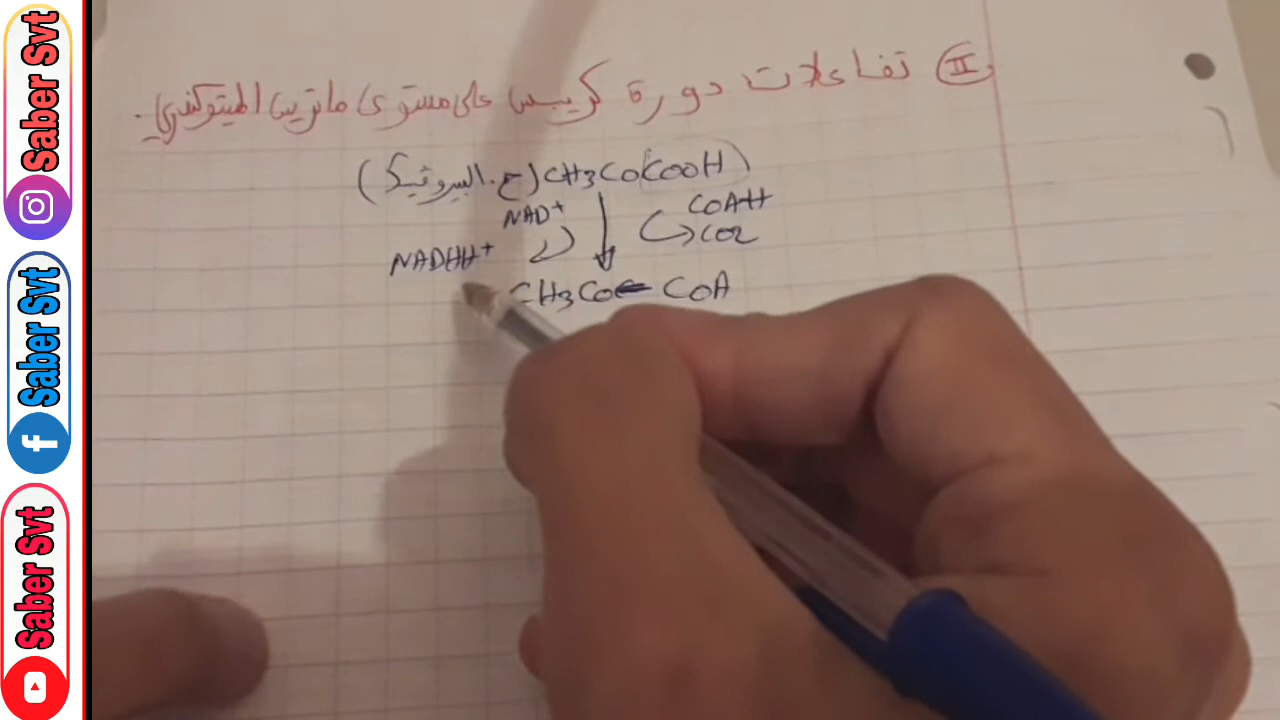 II تفاعلات دورة كريبس على مستوى ماتريس الميتوكندري.
CH3COCOOH (ح. البيروفيك)
NAD+
COAH
NADHH+
CO2
CH3CO-COA
Saber Svt
Saber Svt
Saber Svt